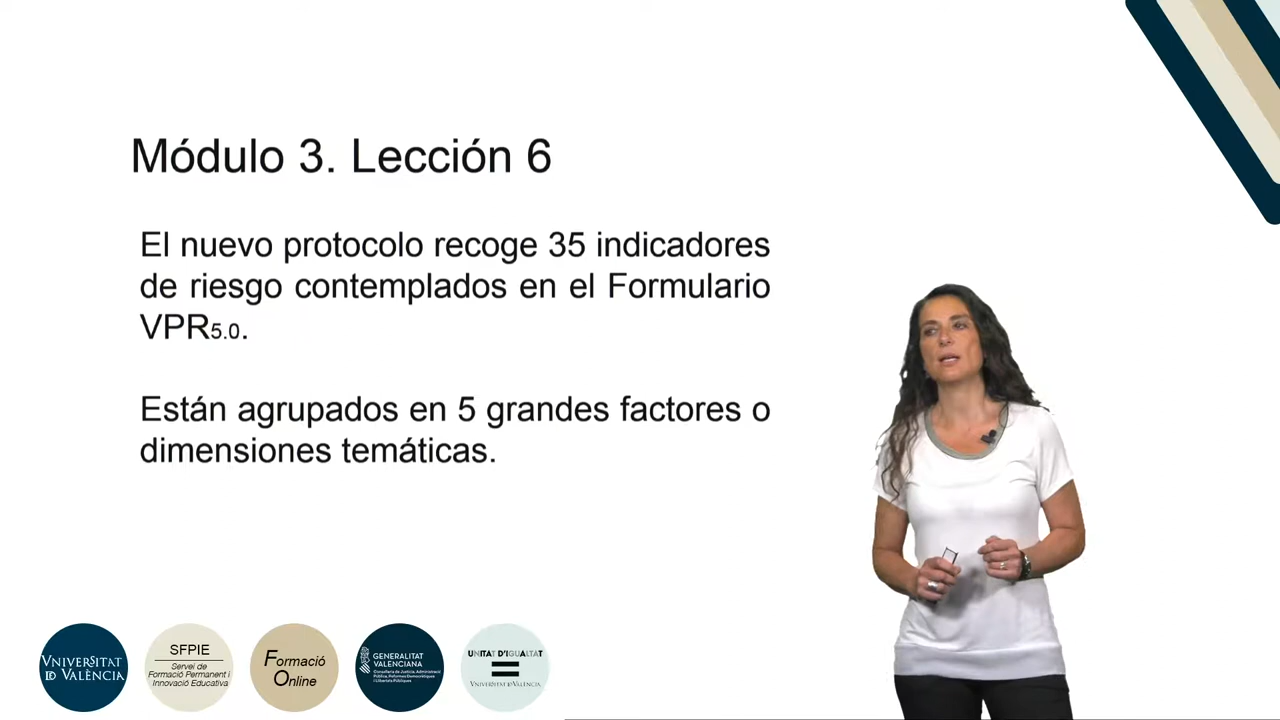 Módulo 3. Lección 6
El nuevo protocolo recoge 35 indicadores
de riesgo contemplados en el Formulario
VPR5.0.
Están agrupados en 5 grandes factores o
dimensiones temáticas.
VNIVERSITAT
ID VALÈNCIA
SFPIE
Servei de
Formació Permanent i
Innovació Educativa
Formació
Online
GENERALITAT
VALENCIANA
Conselleria de Justícia, Administració
Pública, Reformes Democràtiques
i Llibertats Públiques
UNITAT D'IGUALTAT
VNIVERSITAT ID VALÈNCIA